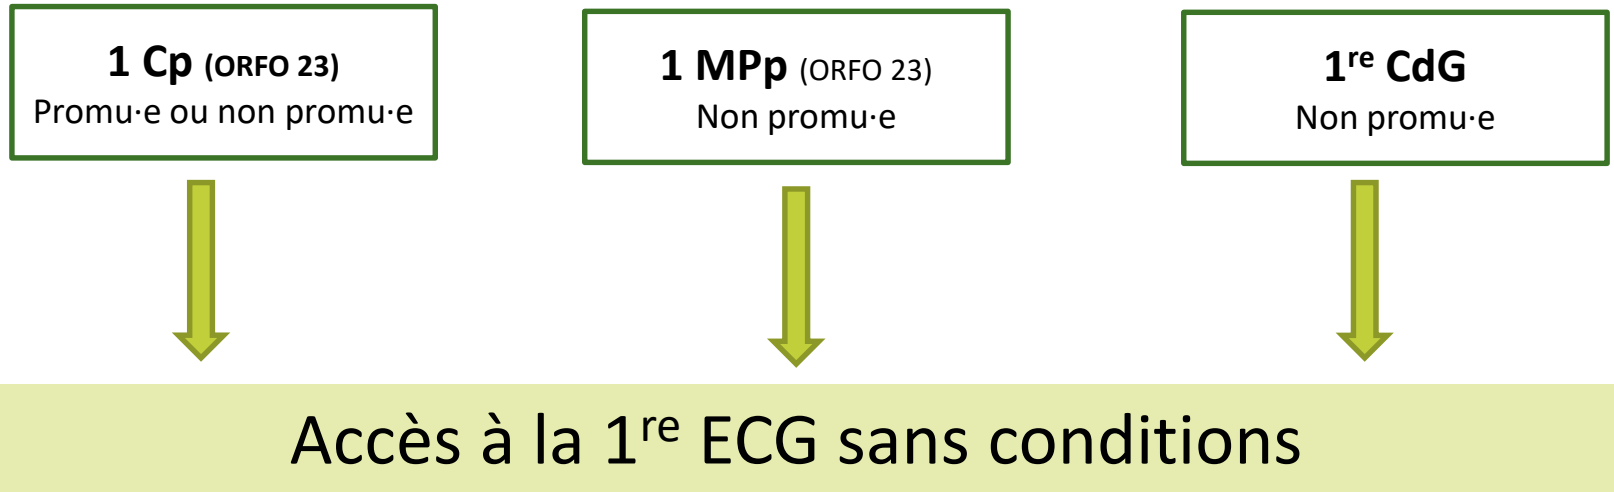 1 Cp (ORFO 23)
Promu·e ou non promu·e
1 MPp (ORFO 23)
Non promu·e
1re CdG
Non promu·e
Accès à la 1re ECG sans conditions